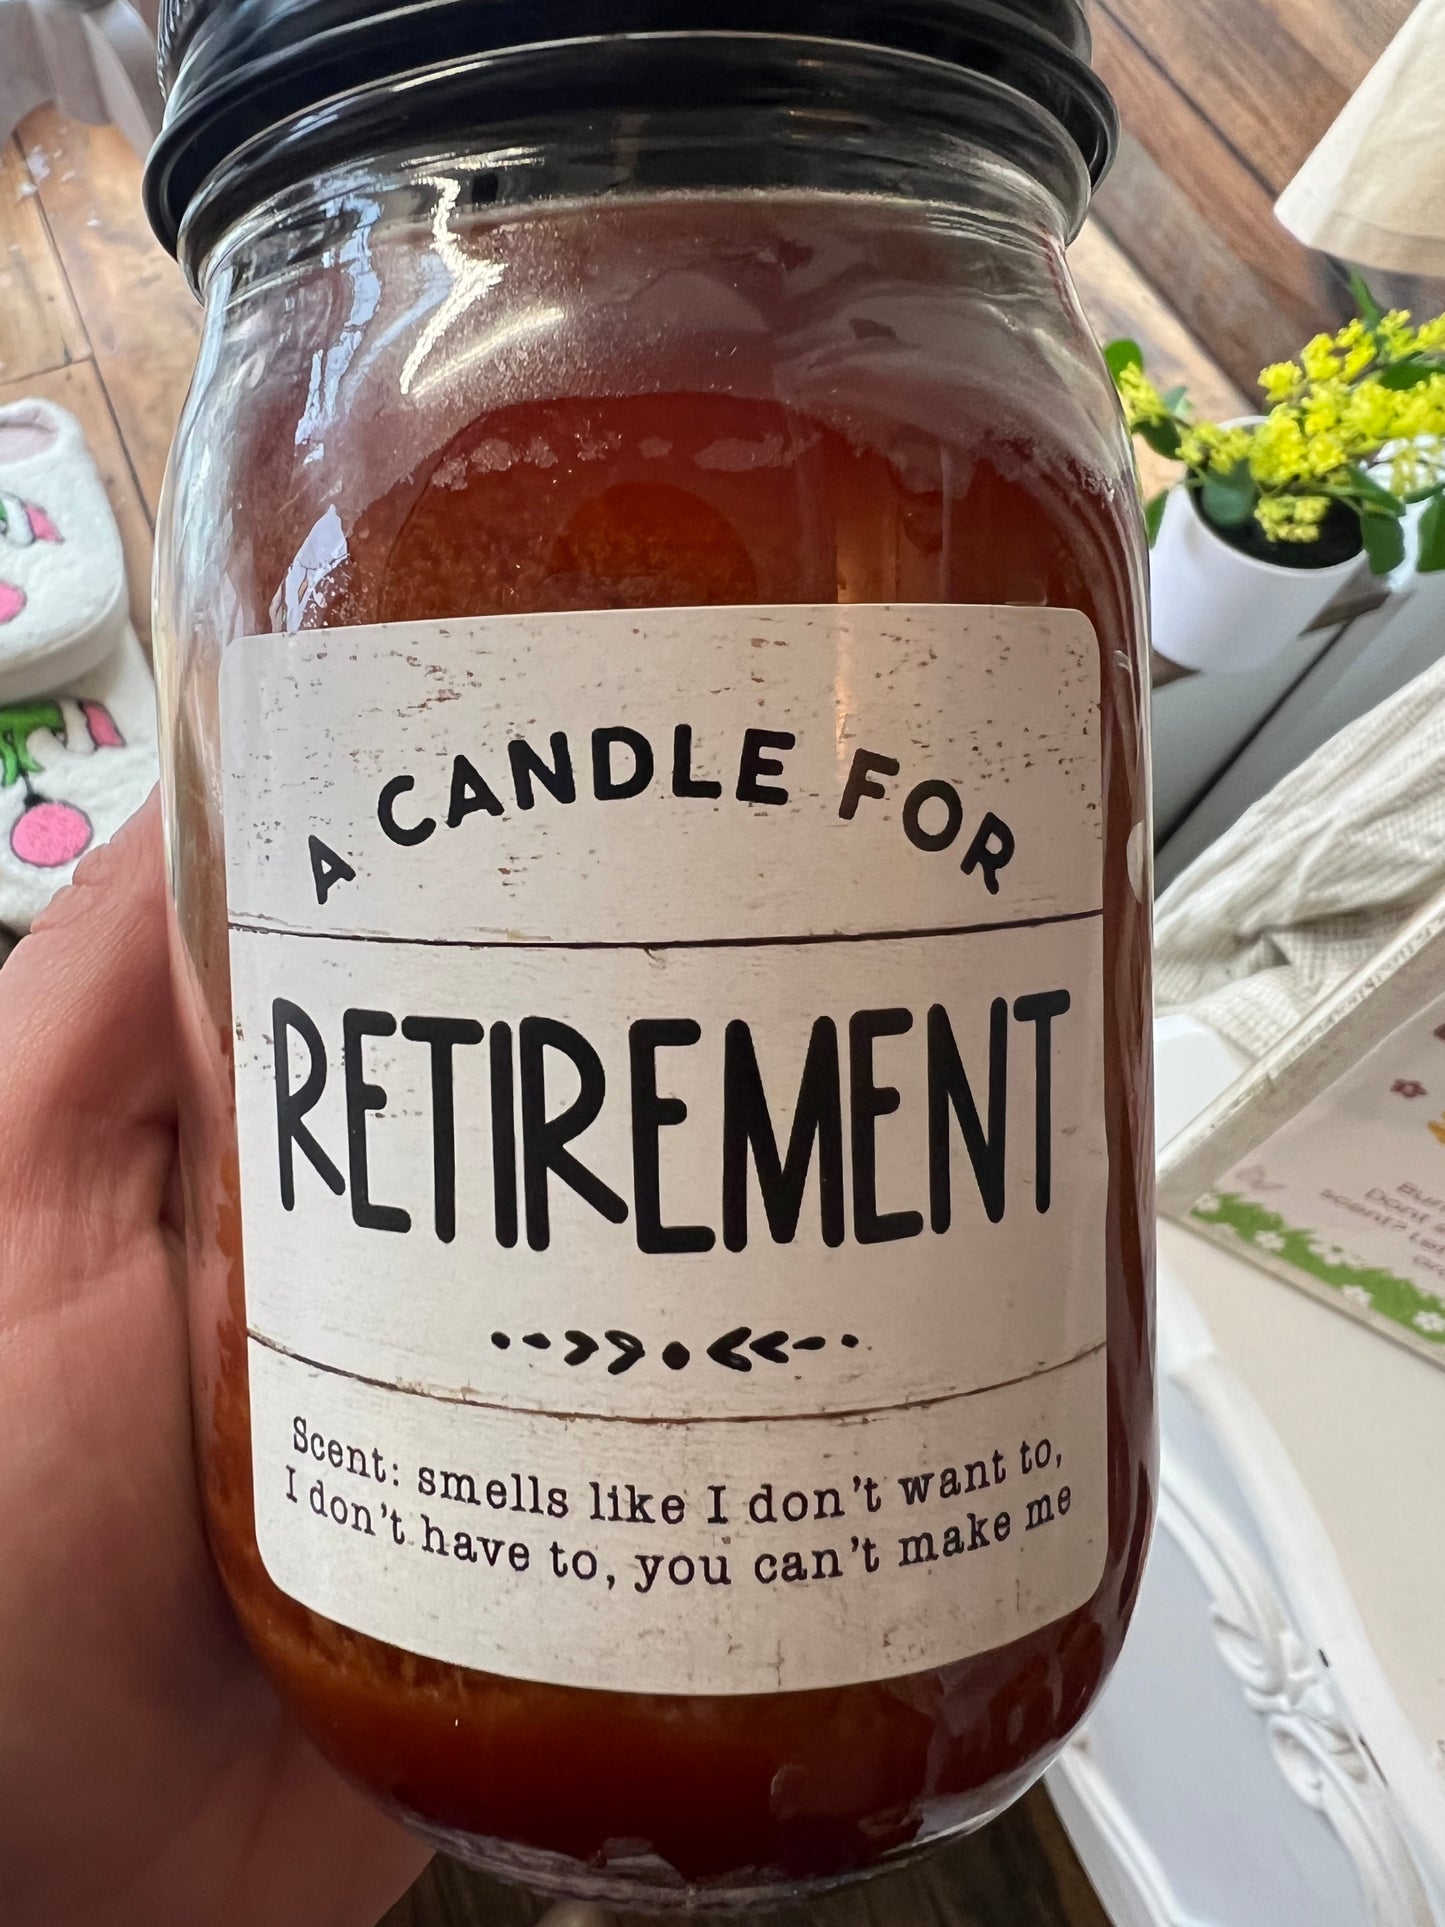 A CANDLE FOR
RETIREMENT
Scent: smells like I don't want to,
I don't have to, you can't make me